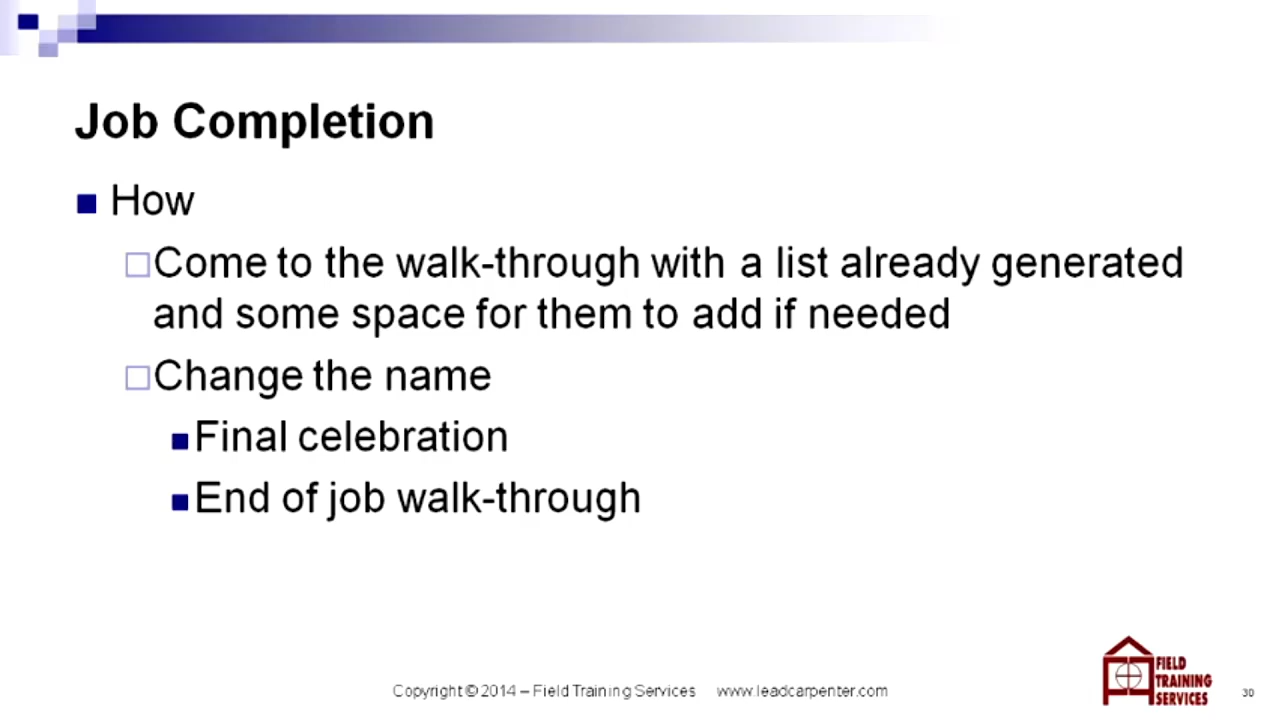 Job Completion
How
Come to the walk-through with a list already generated
and some space for them to add if needed
Change the name
Final celebration
End of job walk-through
Copyright © 2014 – Field Training Services www.leadcarpenter.com
FIELD
TRAINING
SERVICES
30